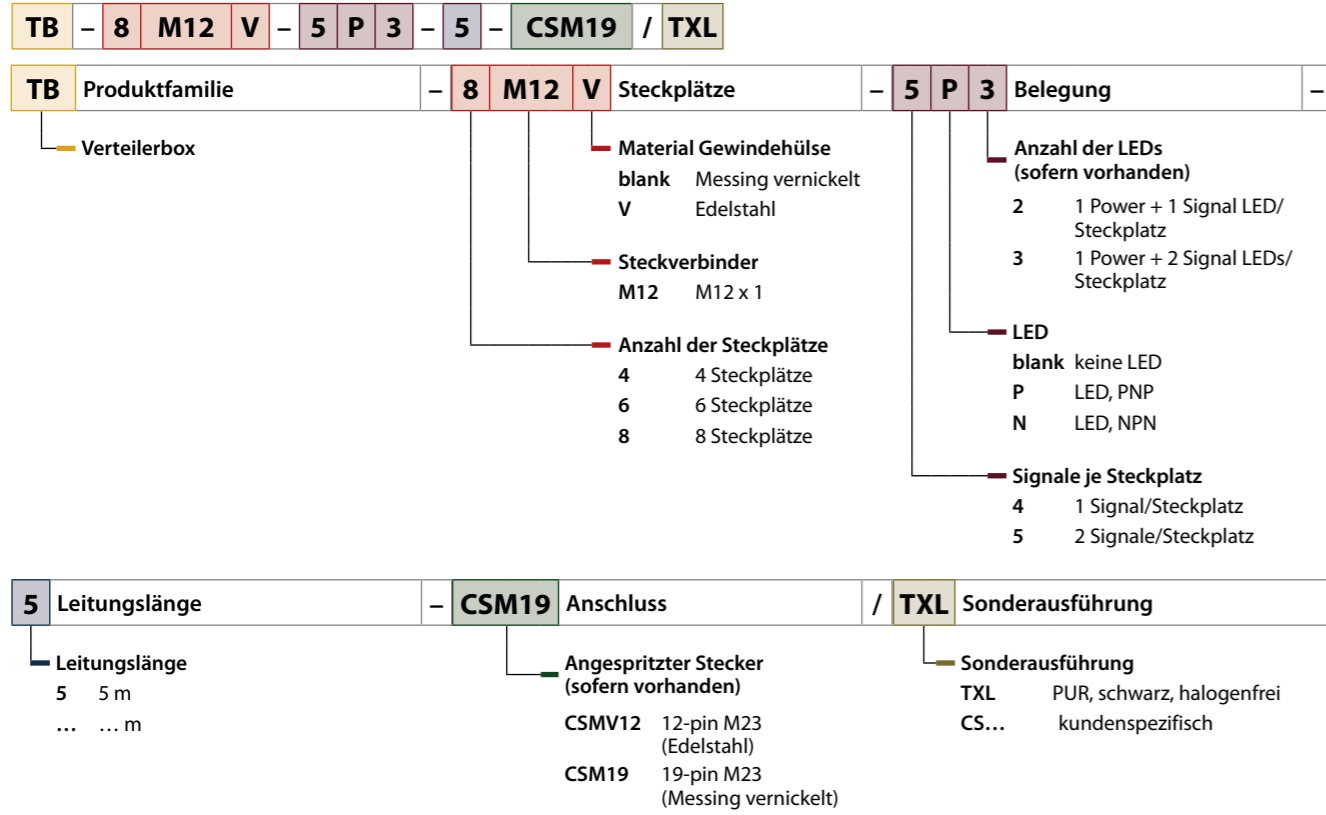 TB – 8 M12 V – 5 P 3 – 5 – CSM19 / TXL
TB Produktfamilie – 8 M12 V Steckplätze – 5 P 3 Belegung –
Verteilerbox
Material Gewindehülse
blank Messing vernickelt
V Edelstahl
Steckverbinder
M12 M12 x 1
Anzahl der Steckplätze
4 4 Steckplätze
6 6 Steckplätze
8 8 Steckplätze
Anzahl der LEDs
(sofern vorhanden)
2 1 Power + 1 Signal LED/
Steckplatz
3 1 Power + 2 Signal LEDs/
Steckplatz
LED
blank keine LED
P LED, PNP
N LED, NPN
Signale je Steckplatz
4 1 Signal/Steckplatz
5 2 Signale/Steckplatz
5 Leitungslänge – CSM19 Anschluss / TXL Sonderausführung
Leitungslänge
5 5 m
… … m
Angespritzter Stecker
(sofern vorhanden)
CSMV12 12-pin M23
(Edelstahl)
CSM19 19-pin M23
(Messing vernickelt)
Sonderausführung
TXL PUR, schwarz, halogenfrei
CS… kundenspezifisch